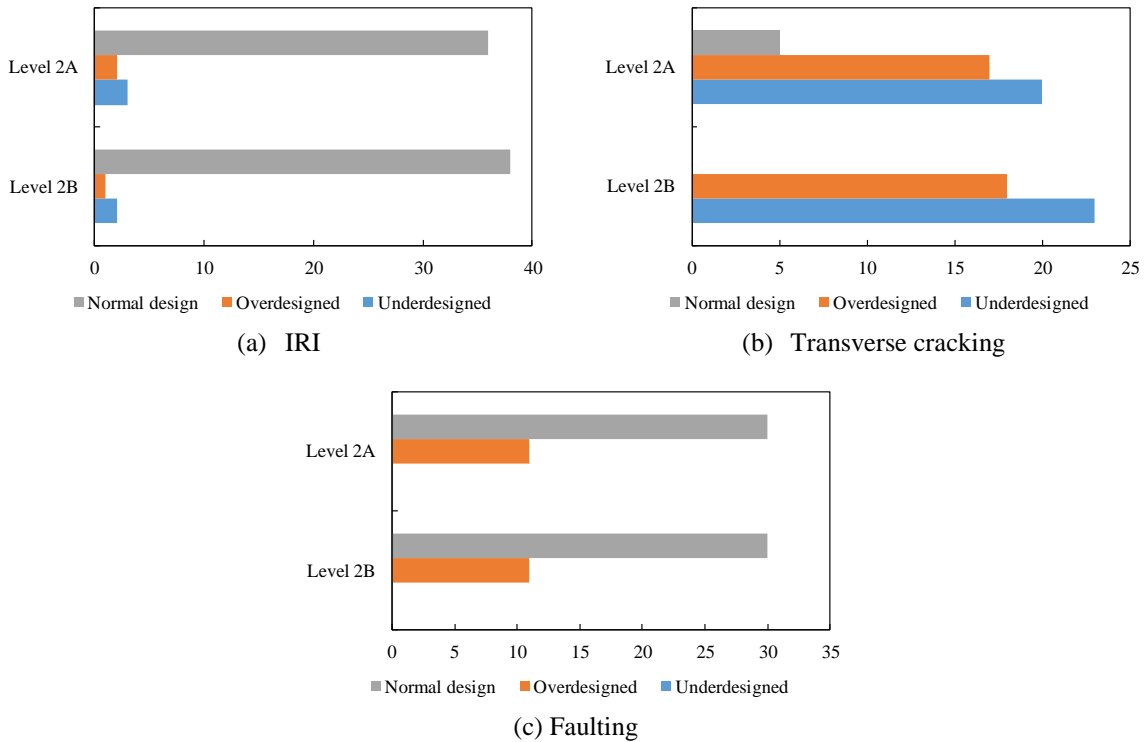 Level 2A
Level 2B
0 10 20 30 40
Normal design Overdesigned Underdesigned
(a) IRI
Level 2A
Level 2B
0 5 10 15 20 25
Normal design Overdesigned Underdesigned
(b) Transverse cracking
Level 2A
Level 2B
0 5 10 15 20 25 30 35
Normal design Overdesigned Underdesigned
(c) Faulting